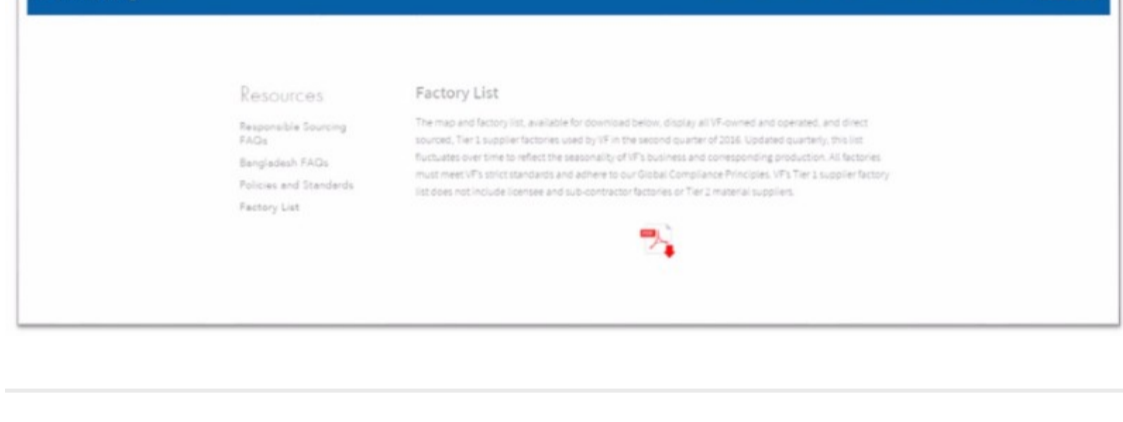 Resources
Responsible Sourcing
FAQs
Bangladesh FAQs
Policies and Standards
Factory List
Factory List
The map and factory list, available for download below, display all VF-owned and operated, and direct
sourced, Tier 1 supplier factories used by VF in the second quarter of 2016. Updated quarterly, this list
fluctuates over time to reflect the seasonality of VF's business and corresponding production. All factories
must meet VF's strict standards and adhere to our Global Compliance Principles. VF's Tier 1 supplier factory
list does not include licensee and sub-contractor factories or Tier 2 material suppliers.
PDF